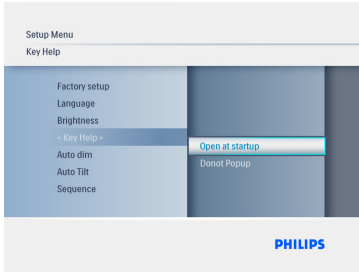 Setup Menu
Key Help
Factory setup
Language
Brightness
< Key Help >
Open at startup
Auto dim
Donot Popup
Auto Tilt
Sequence
PHILIPS